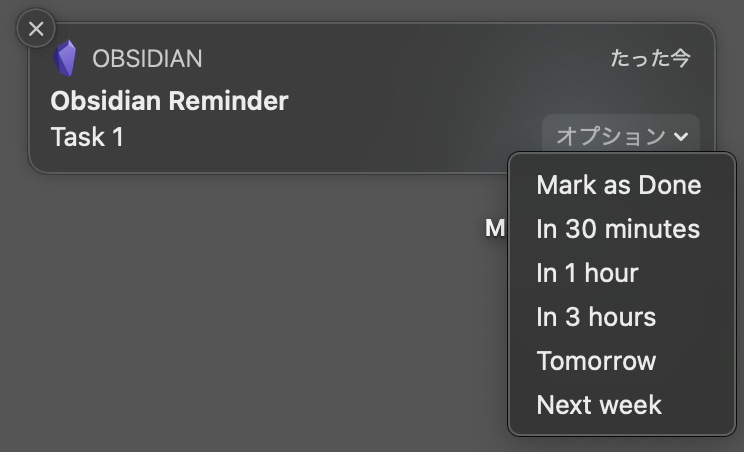 OBSIDIAN
たった今
Obsidian Reminder
Task 1
オプション
Mark as Done
M
In 30 minutes
In 1 hour
In 3 hours
Tomorrow
Next week